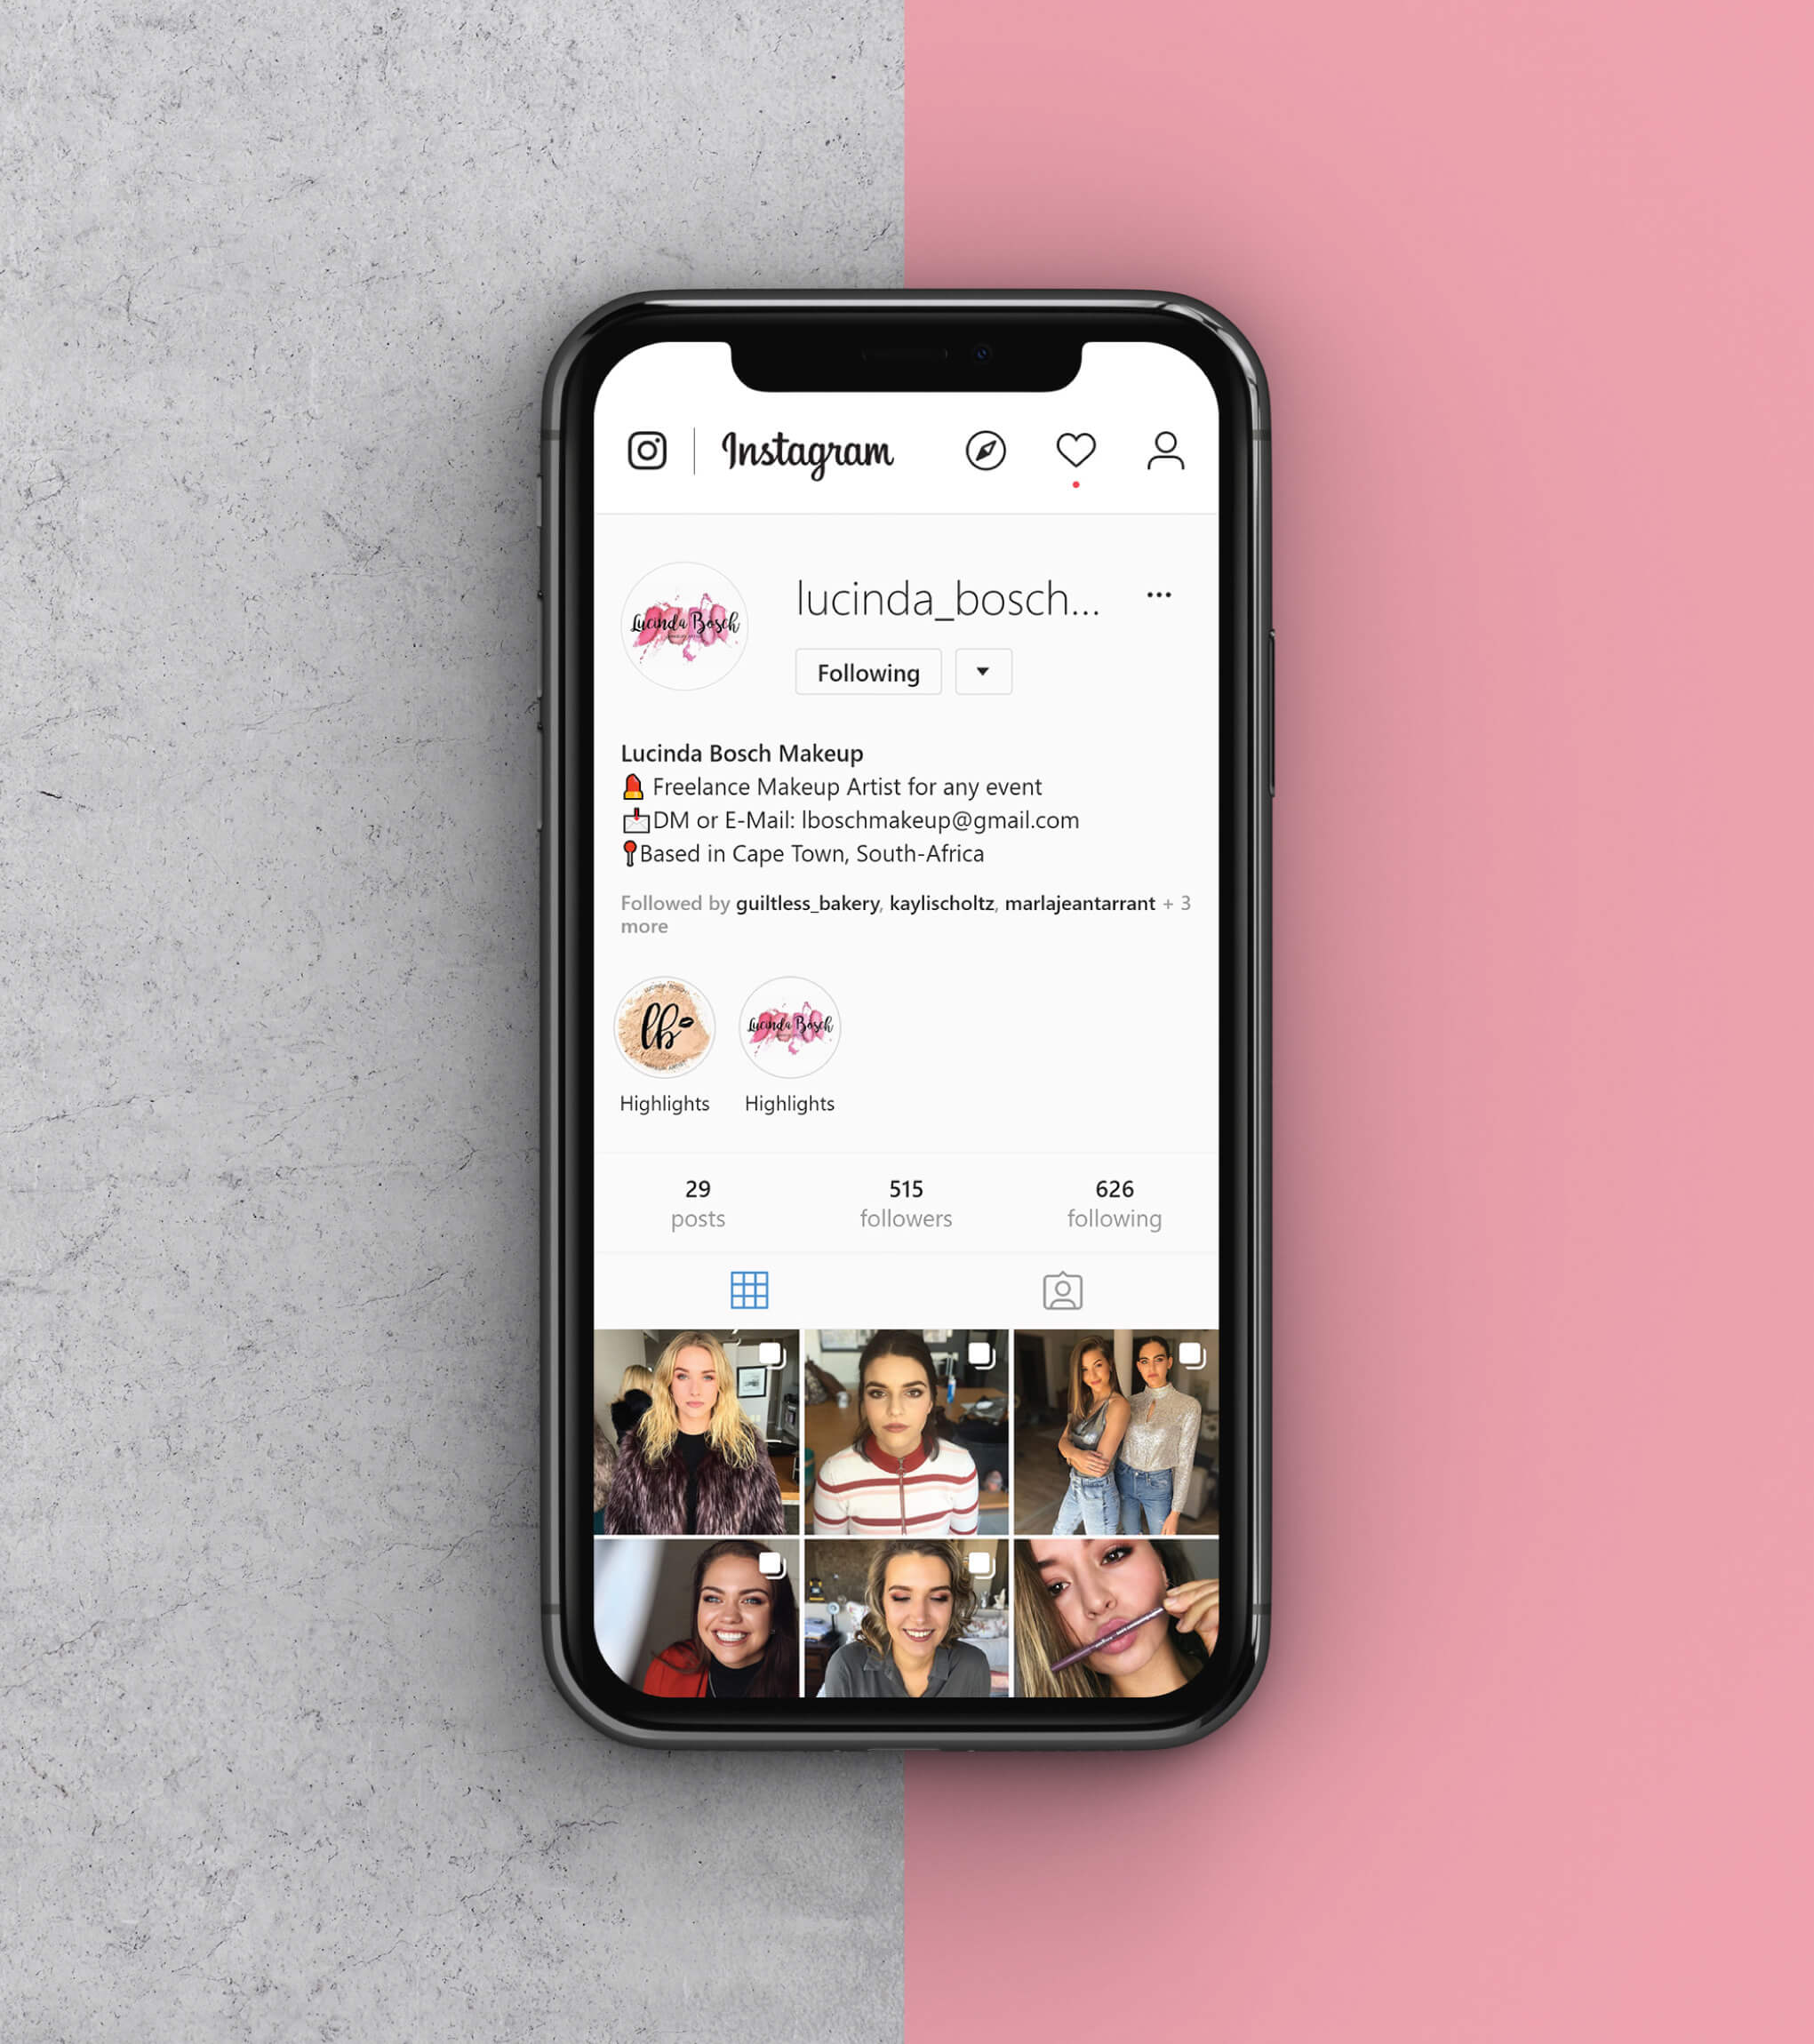 Instagram
lucinda_bosch...
Lucinda Bosch
Following
Lucinda Bosch Makeup
Freelance Makeup Artist for any event
DM or E-Mail: lboschmakeup@gmail.com
Based in Cape Town, South-Africa
Followed by guiltless_bakery, kaylischoltz, marlajeantarrant + 3
more
lb
Lucinda Bosch
Highlights
Highlights
29
posts
515
followers
626
following